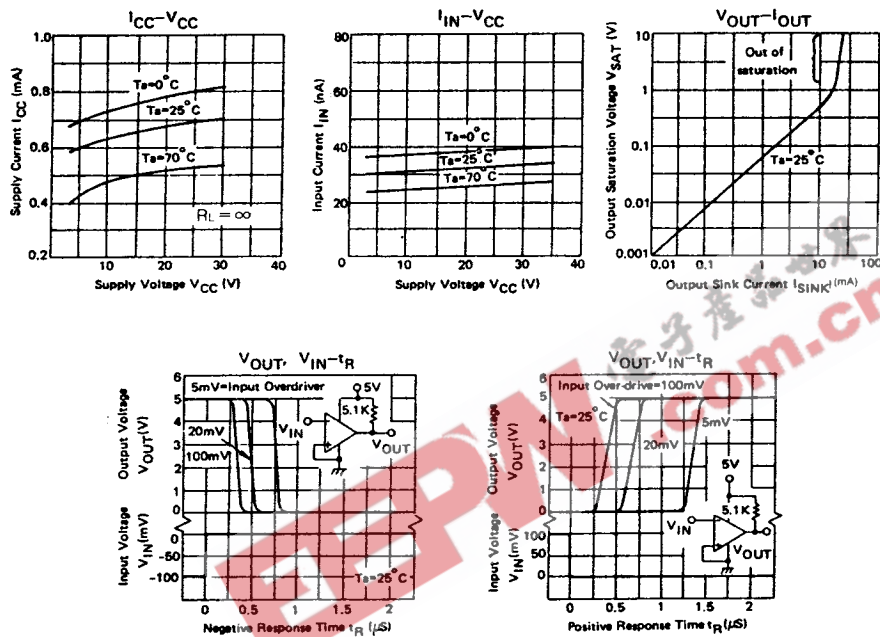 ICC-VCC
1.0
0.8
0.6
0.4
0.2
0 10 20 30 40
Supply Current ICC (mA)
Ta=0°C
Ta=25°C
Ta=70°C
RL=∞
Supply Voltage VCC (V)
IIN-VCC
100
80
60
40
20
0
0 10 20 30 40
Input Current IIN (nA)
Ta=0°C
Ta=25°C
Ta=70°C
Supply Voltage VCC (V)
VOUT-IOUT
10
1
0.1
0.01
0.001
0.01 0.1 1 10 100
Output Saturation Voltage VSAT (V)
Out of
saturation
Ta=25°C
Output Sink Current ISINK (mA)
VOUT, VIN-tR
6
5
4
3
2
1
0
0
-50
-100
Output Voltage
VOUT(V)
Input Voltage
VIN(mV)
5mV=Input Overdriver
20mV
100mV
5V
5.1K
VIN
VOUT
Ta=25°C
0 0.5 1 1.5 2
Negative Response Time tR (μS)
VOUT, VIN-tR
6
5
4
3
2
1
0
100
50
0
Output Voltage
VOUT(V)
Input Voltage
VIN(mV)
Input Over-drive=100mV
Ta=25°C
5mV
20mV
5V
5.1K
VIN
VOUT
0 0.5 1 1.5 2
Positive Response Time tR(μS)
EEPW.com.cn
電子產品世界